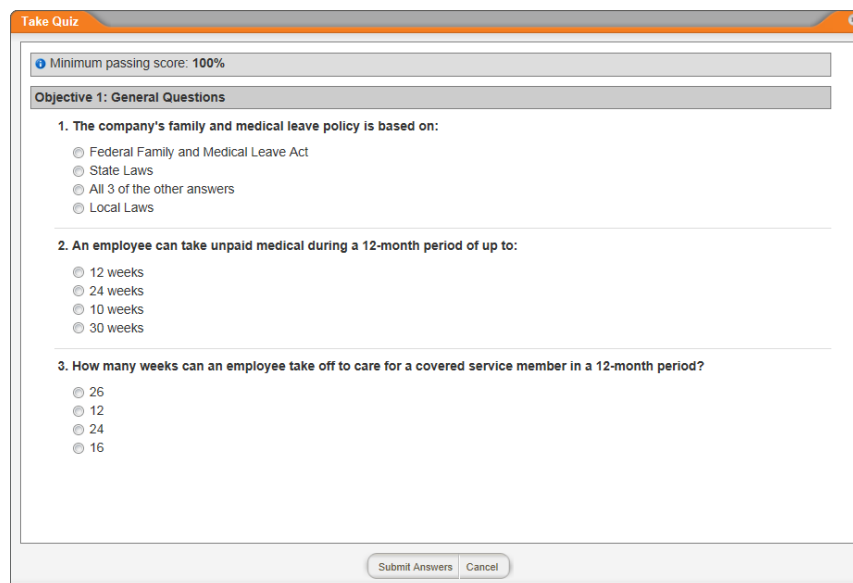 Take Quiz
Minimum passing score: 100%
Objective 1: General Questions
1. The company's family and medical leave policy is based on:
Federal Family and Medical Leave Act
State Laws
All 3 of the other answers
Local Laws
2. An employee can take unpaid medical during a 12-month period of up to:
12 weeks
24 weeks
10 weeks
30 weeks
3. How many weeks can an employee take off to care for a covered service member in a 12-month period?
26
12
24
16
Submit Answers Cancel